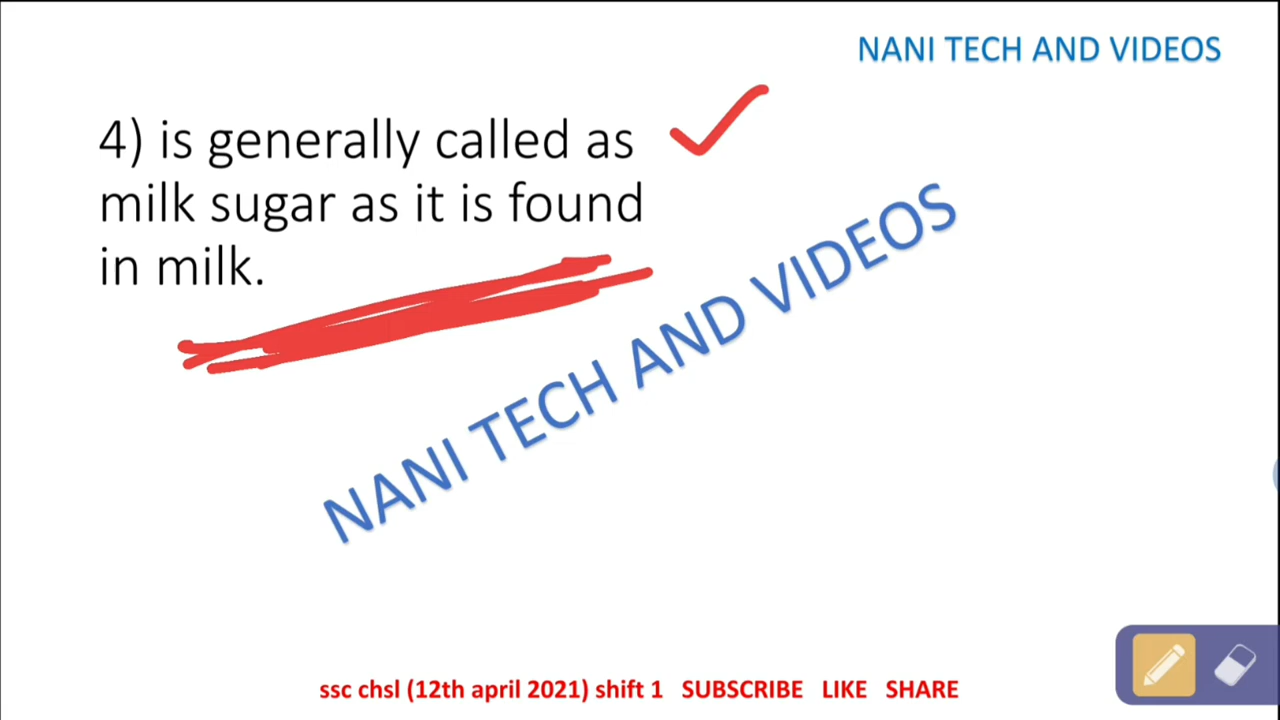 NANI TECH AND VIDEOS
4) is generally called as
milk sugar as it is found
in milk.
NANI TECH AND VIDEOS
ssc chsl (12th april 2021) shift 1 SUBSCRIBE LIKE SHARE